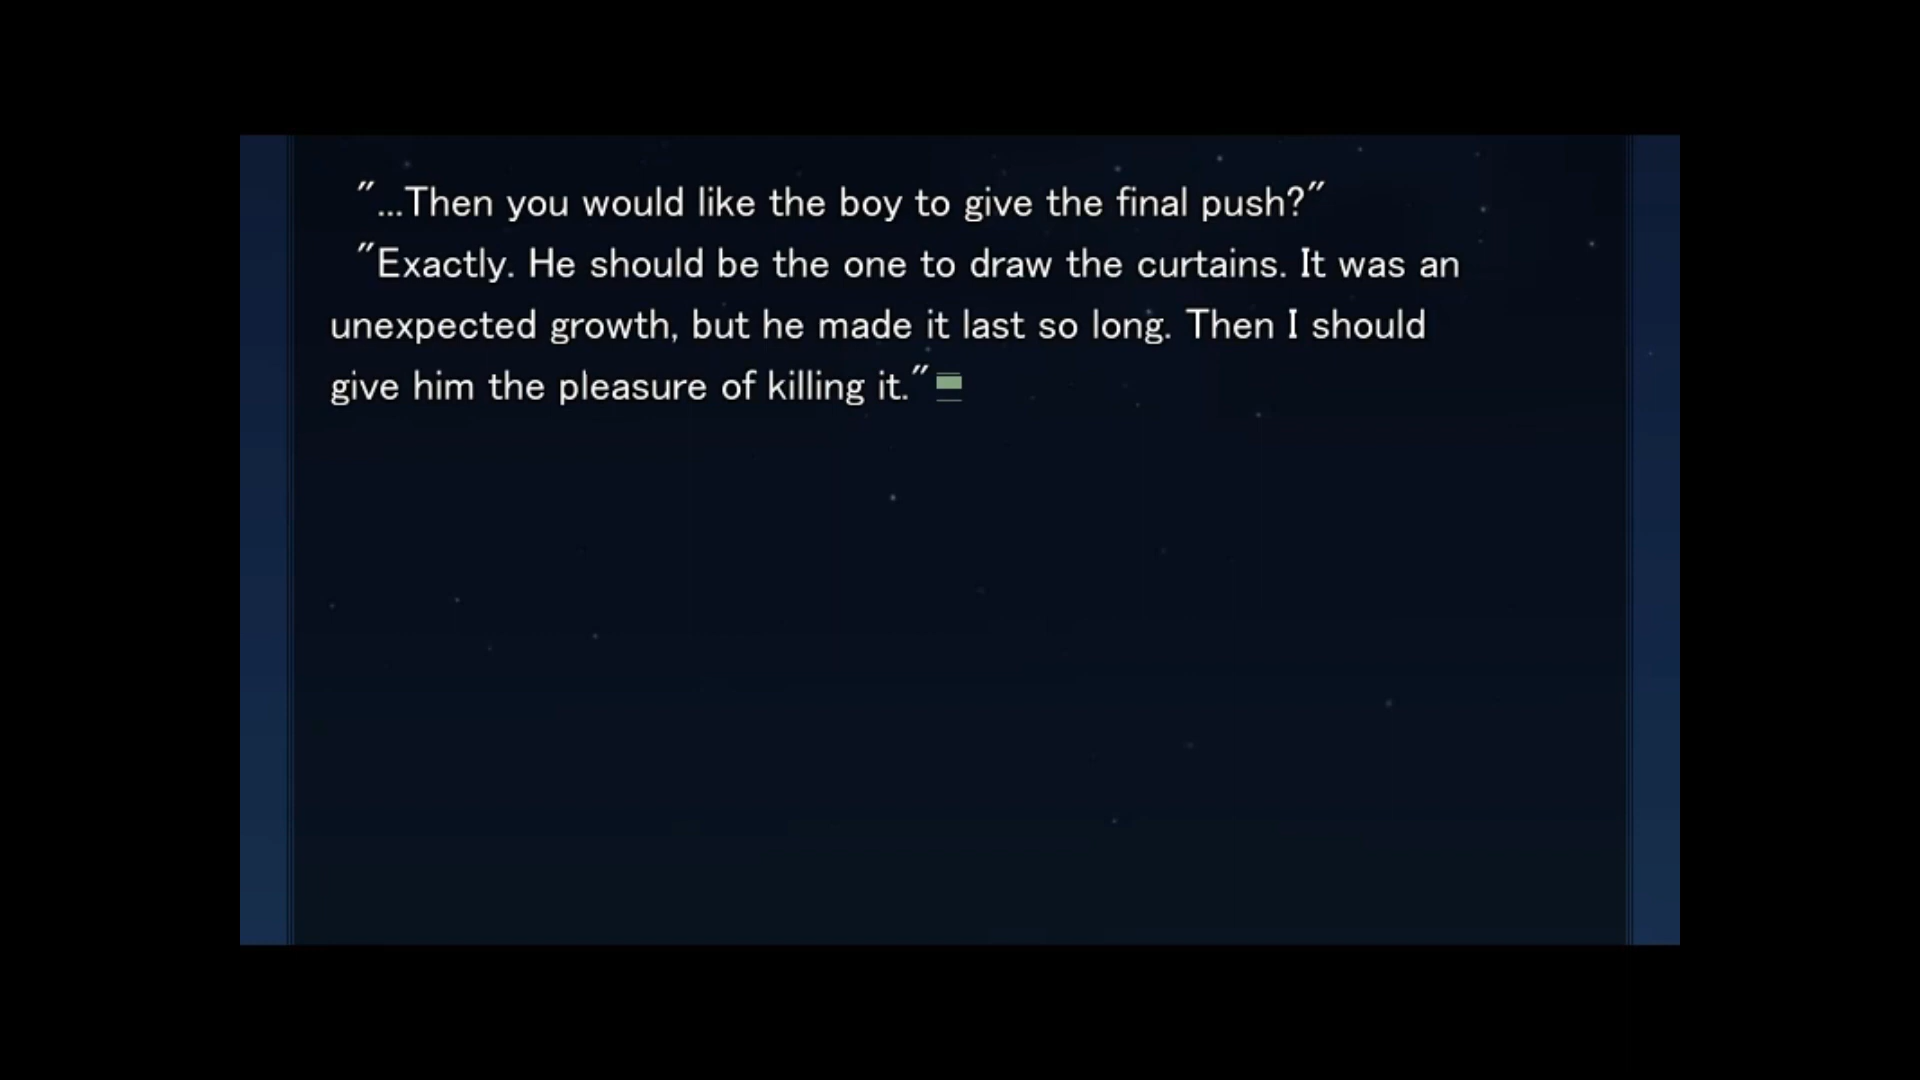 "...Then you would like the boy to give the final push?"
"Exactly. He should be the one to draw the curtains. It was an
unexpected growth, but he made it last so long. Then I should
give him the pleasure of killing it."